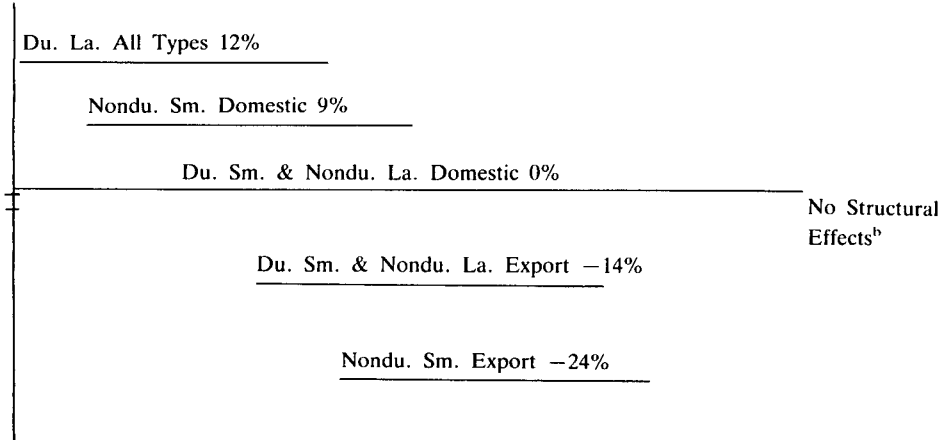 Du. La. All Types 12%
Nondu. Sm. Domestic 9%
Du. Sm. & Nondu. La. Domestic 0%
No Structural
Effectsᵇ
Du. Sm. & Nondu. La. Export −14%
Nondu. Sm. Export −24%